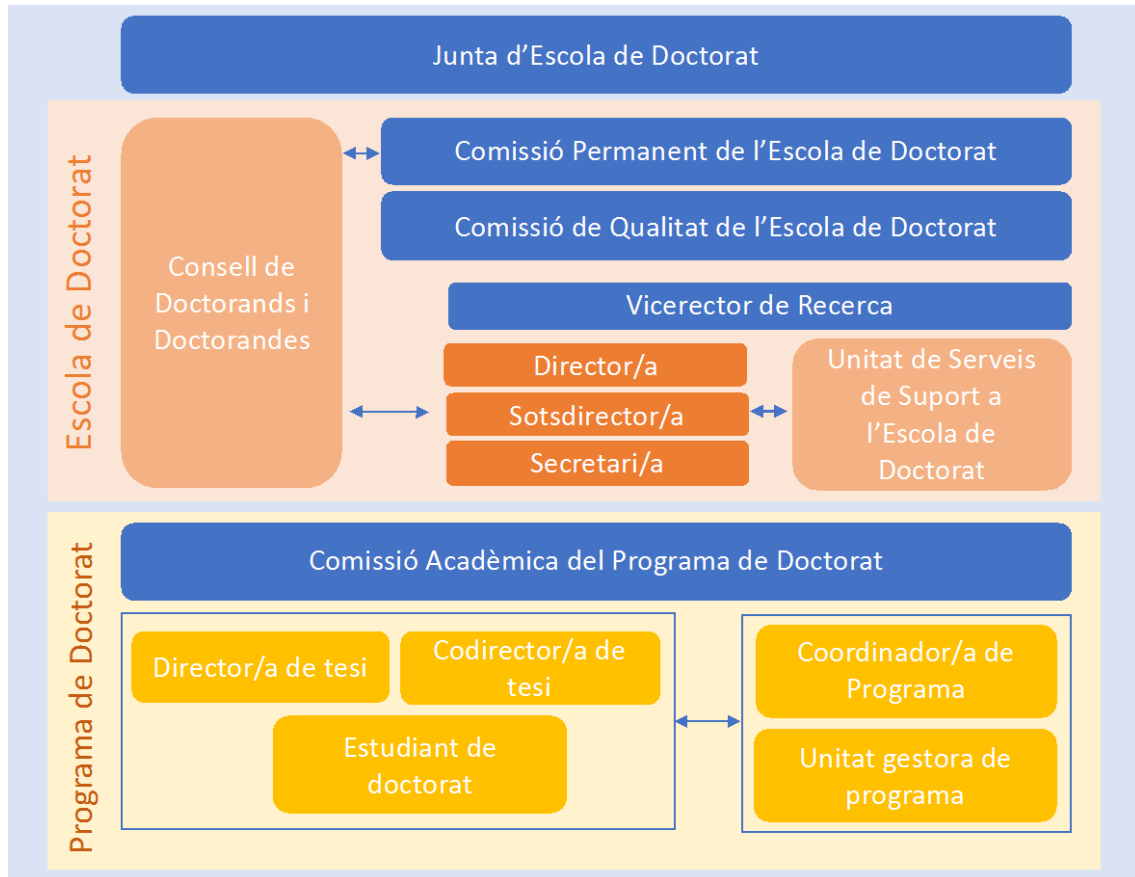 Junta d’Escola de Doctorat
Escola de Doctorat
Consell de
Doctorands i
Doctorandes
Comissió Permanent de l’Escola de Doctorat
Comissió de Qualitat de l’Escola de Doctorat
Vicerector de Recerca
Director/a
Sotsdirector/a
Secretari/a
Unitat de Serveis
de Suport a
l’Escola de
Doctorat
Programa de Doctorat
Comissió Acadèmica del Programa de Doctorat
Director/a de tesi
Codirector/a de
tesi
Estudiant de
doctorat
Coordinador/a de
Programa
Unitat gestora de
programa